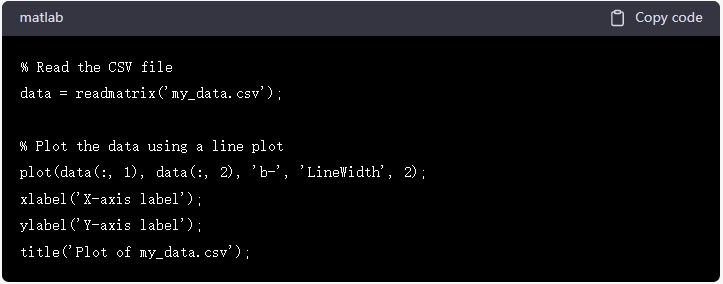 matlab
Copy code
% Read the CSV file
data = readmatrix('my_data.csv');
% Plot the data using a line plot
plot(data(:, 1), data(:, 2), 'b-', 'LineWidth', 2);
xlabel('X-axis label');
ylabel('Y-axis label');
title('Plot of my_data.csv');